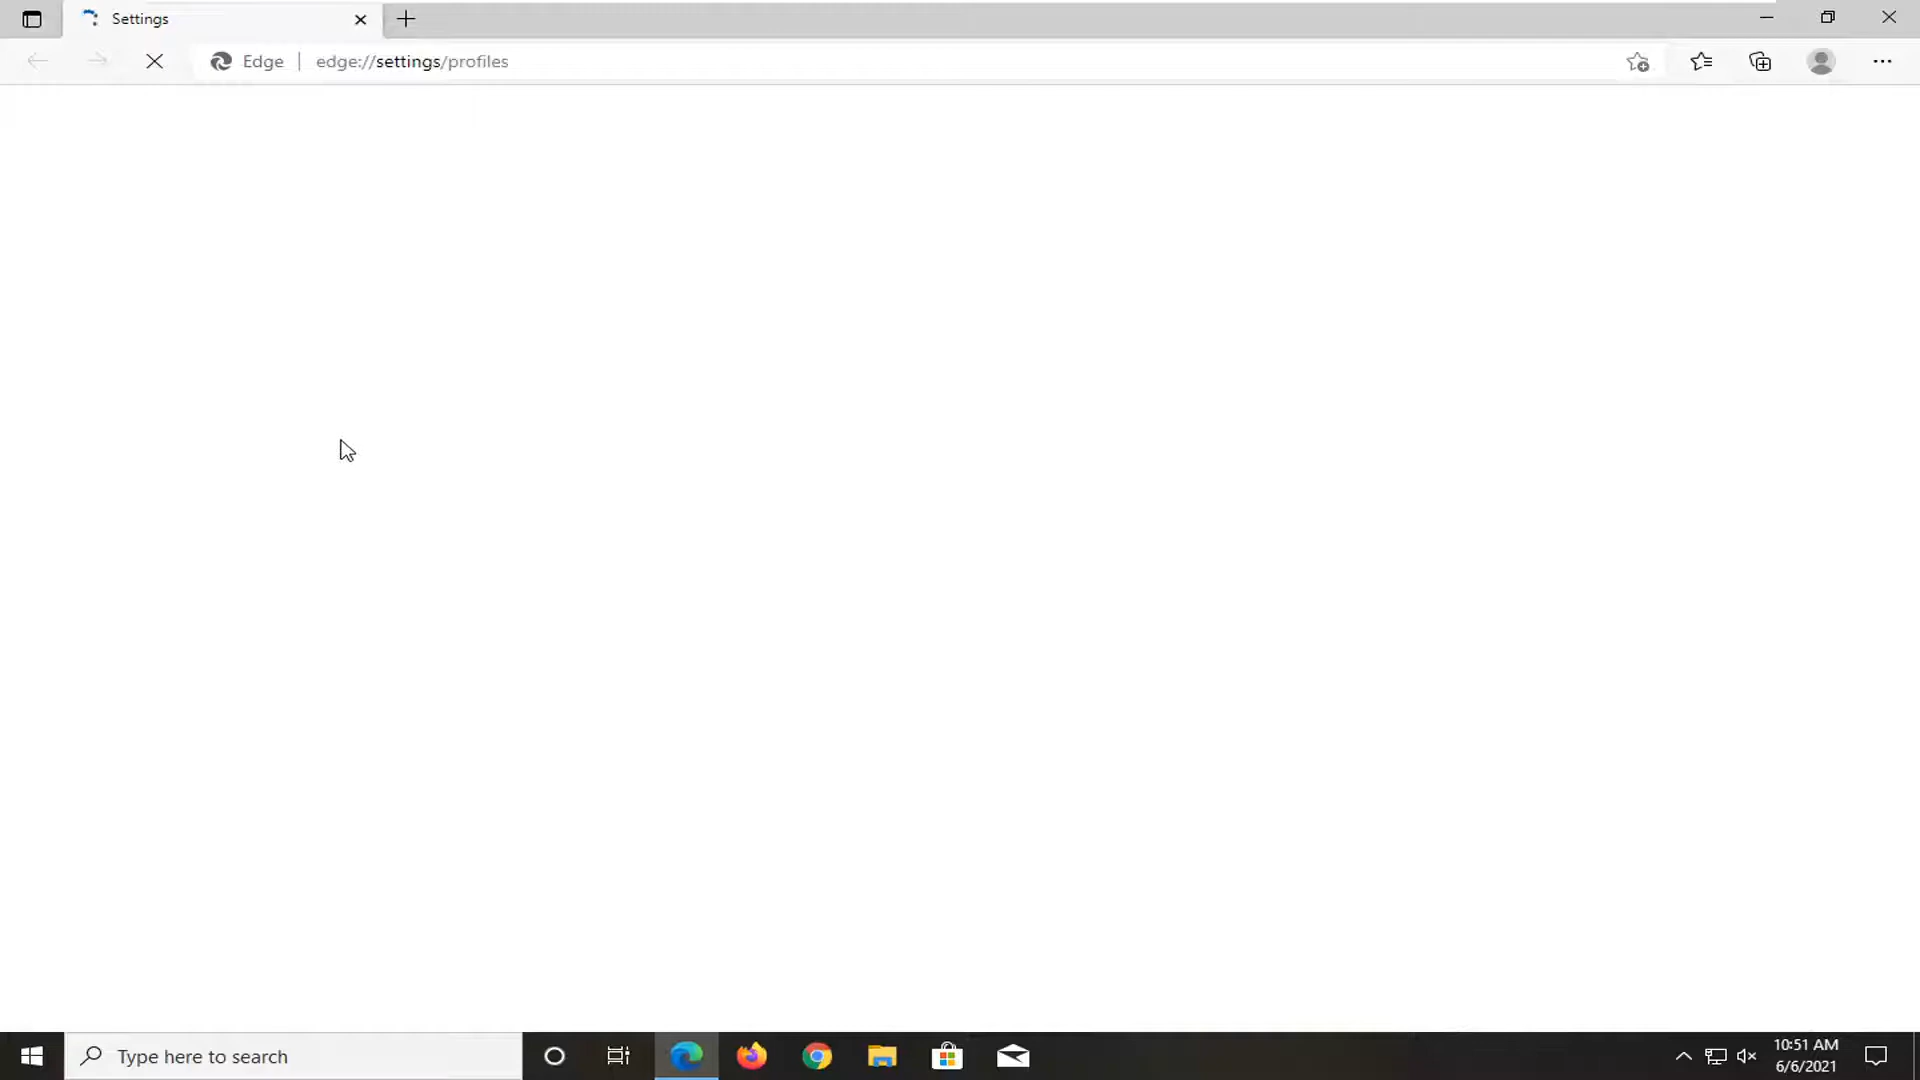 Settings
Edge | edge://settings/profiles
Type here to search
10:51 AM
6/6/2021